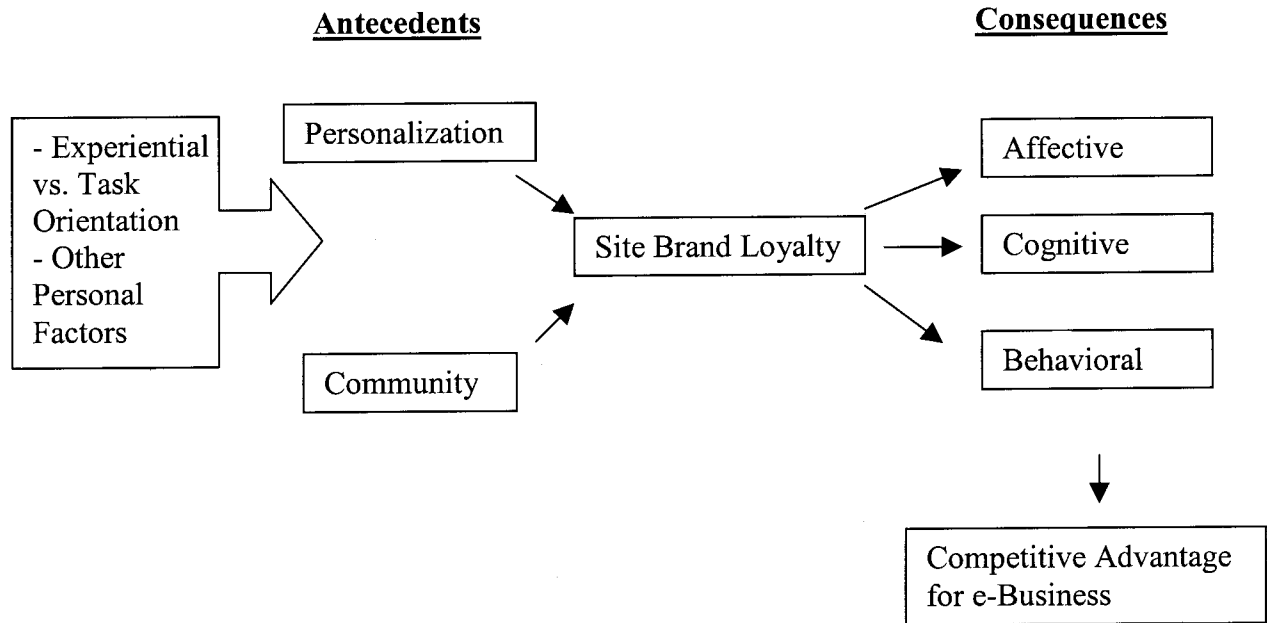 Antecedents
Consequences
- Experiential
vs. Task
Orientation
- Other
Personal
Factors
Personalization
Community
Site Brand Loyalty
Affective
Cognitive
Behavioral
Competitive Advantage
for e-Business